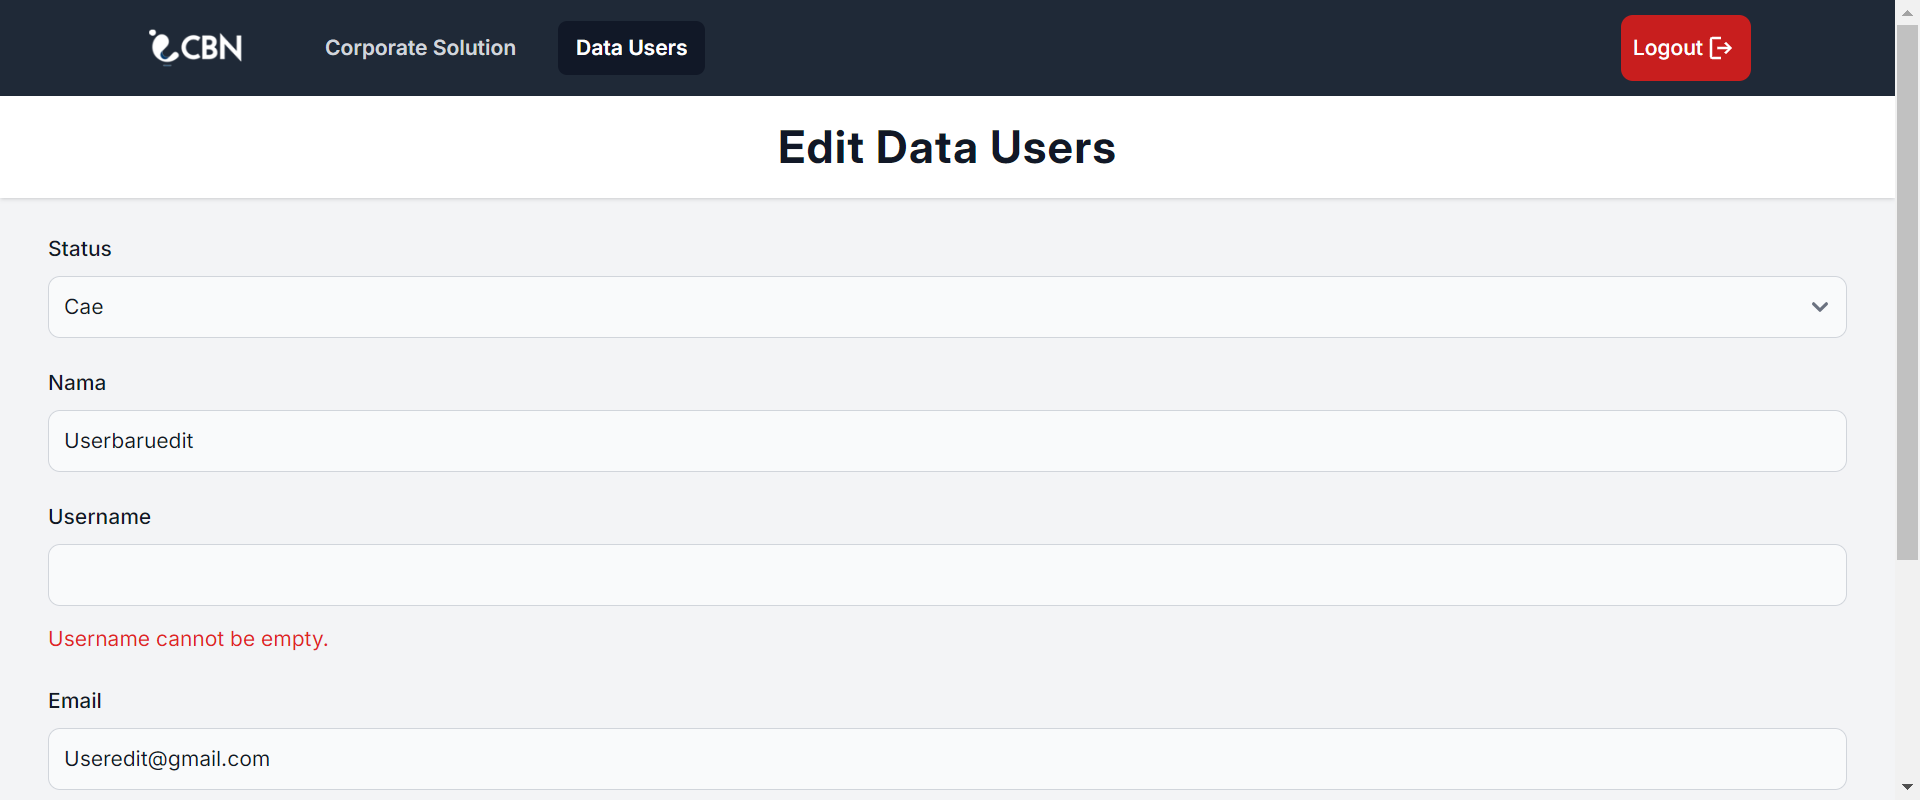 CBN
Corporate Solution
Data Users
Logout
Edit Data Users
Status
Cae
Nama
Userbaruedit
Username
Username cannot be empty.
Email
Useredit@gmail.com